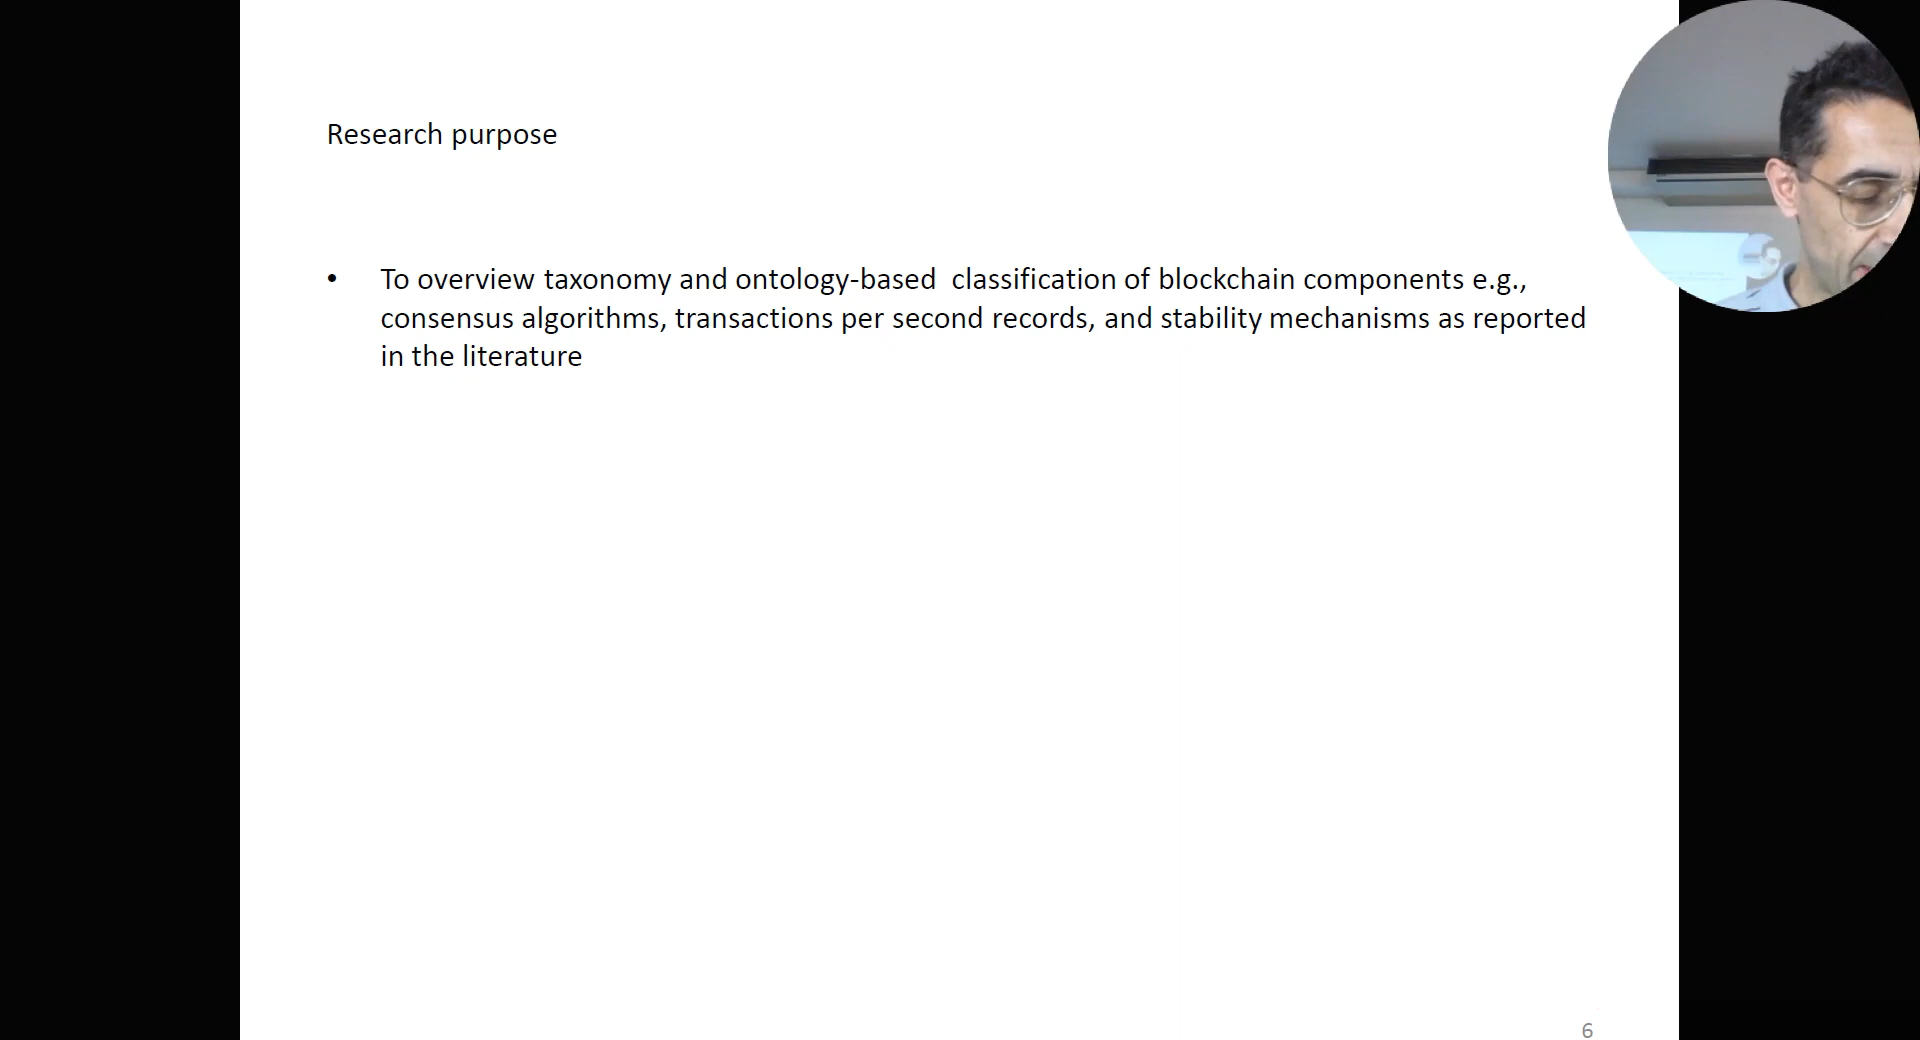 Research purpose
• To overview taxonomy and ontology-based  classification of blockchain components e.g.,
consensus algorithms, transactions per second records, and stability mechanisms as reported
in the literature
6